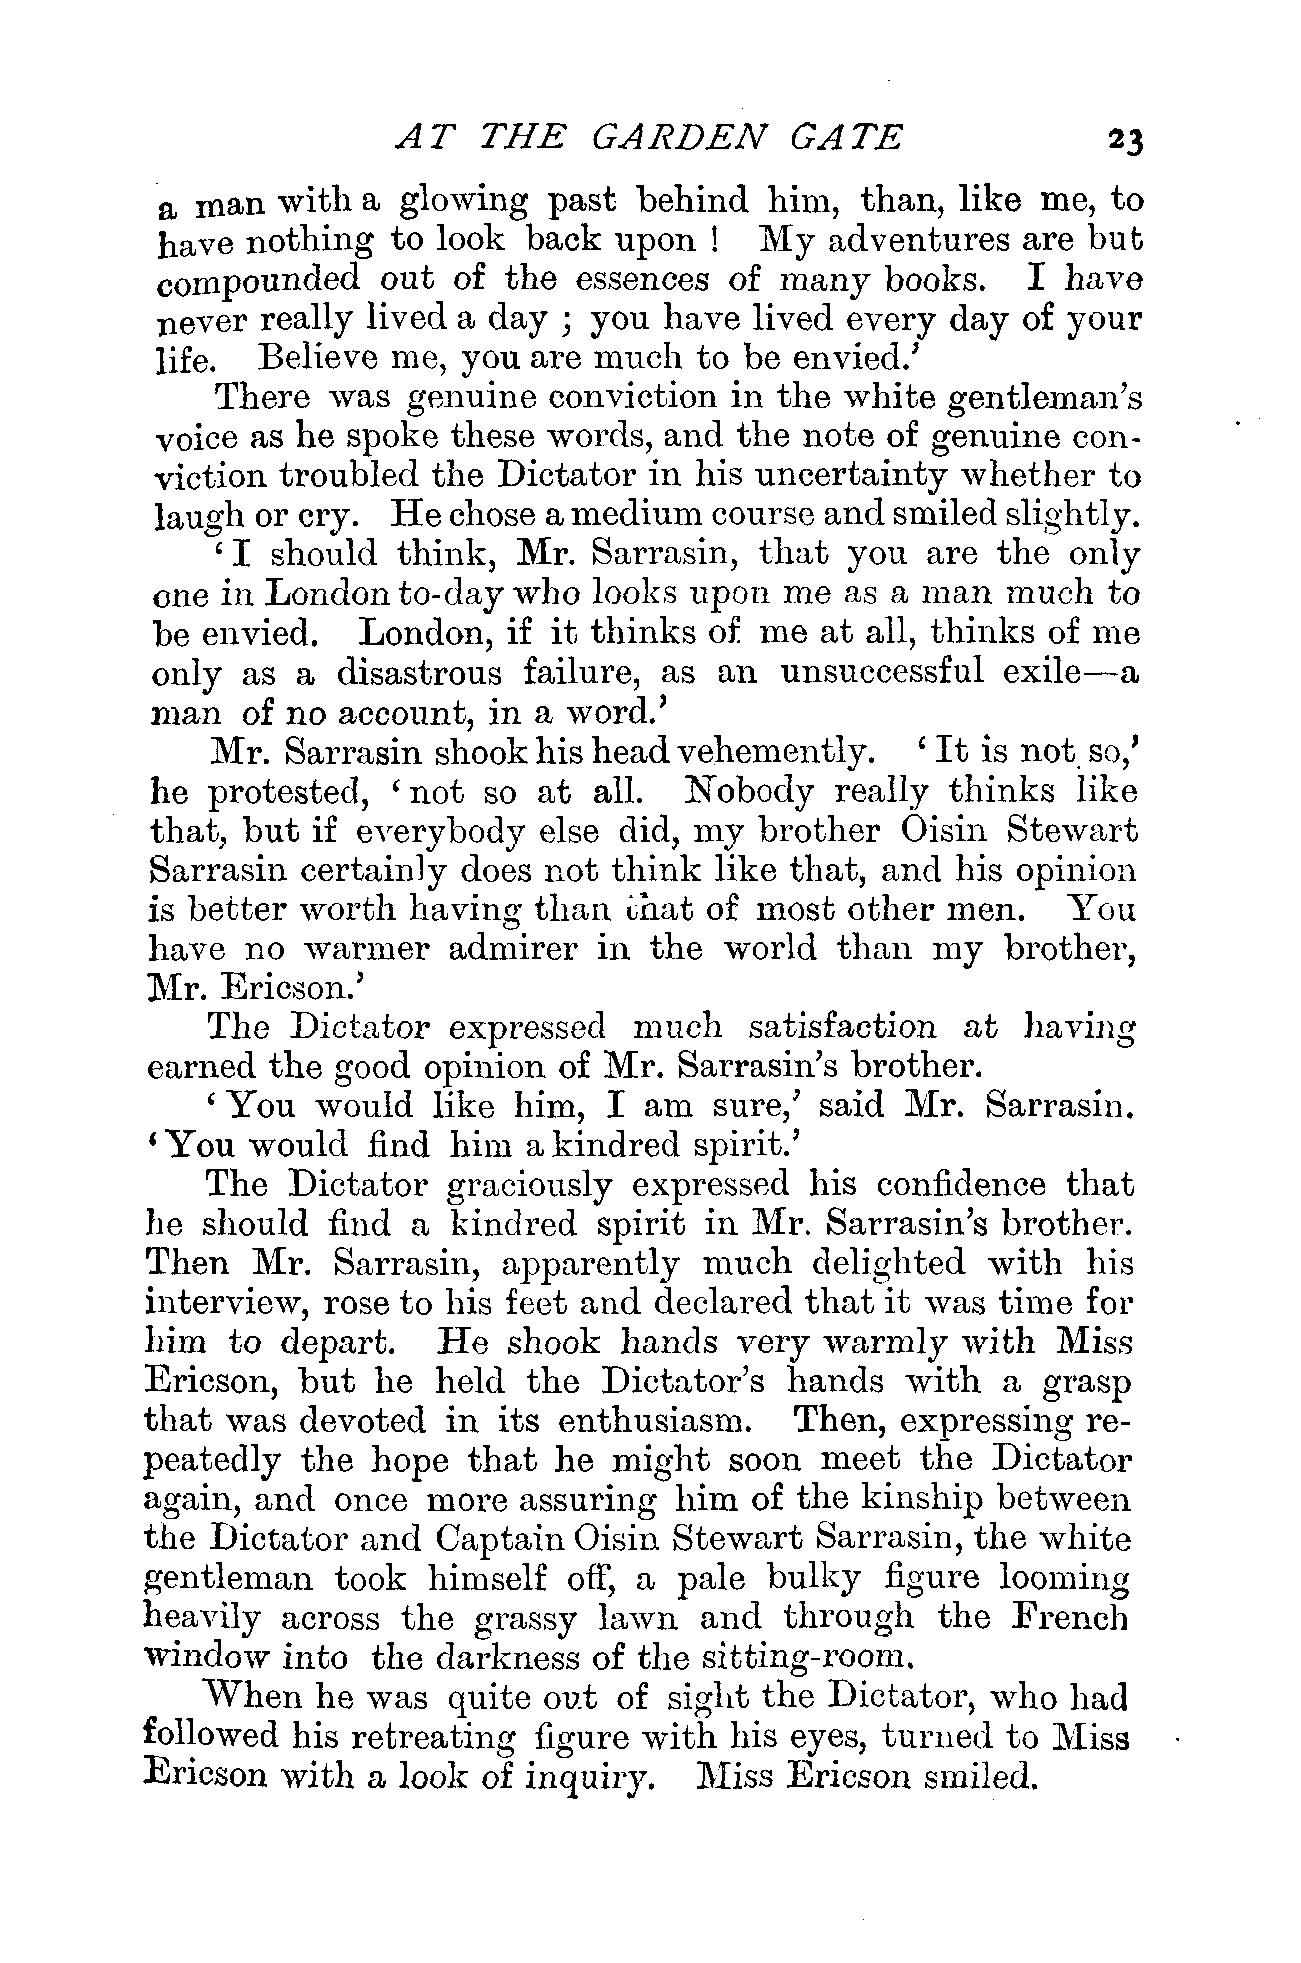 AT THE GARDEN GATE 23
a man with a glowing past behind him, than, like me, to
have nothing to look back upon ! My adventures are but
compounded out of the essences of many books. I have
never really lived a day ; you have lived every day of your
life. Believe me, you are much to be envied.’
There was genuine conviction in the white gentleman’s
voice as he spoke these words, and the note of genuine con-
viction troubled the Dictator in his uncertainty whether to
laugh or cry. He chose a medium course and smiled slightly.
‘ I should think, Mr. Sarrasin, that you are the only
one in London to-day who looks upon me as a man much to
be envied. London, if it thinks of me at all, thinks of me
only as a disastrous failure, as an unsuccessful exile—a
man of no account, in a word.’
Mr. Sarrasin shook his head vehemently. ‘ It is not so,’
he protested, ‘ not so at all. Nobody really thinks like
that, but if everybody else did, my brother Oisin Stewart
Sarrasin certainly does not think like that, and his opinion
is better worth having than that of most other men. You
have no warmer admirer in the world than my brother,
Mr. Ericson.’
The Dictator expressed much satisfaction at having
earned the good opinion of Mr. Sarrasin’s brother.
‘ You would like him, I am sure,’ said Mr. Sarrasin.
‘ You would find him a kindred spirit.’
The Dictator graciously expressed his confidence that
he should find a kindred spirit in Mr. Sarrasin’s brother.
Then Mr. Sarrasin, apparently much delighted with his
interview, rose to his feet and declared that it was time for
him to depart. He shook hands very warmly with Miss
Ericson, but he held the Dictator’s hands with a grasp
that was devoted in its enthusiasm. Then, expressing re-
peatedly the hope that he might soon meet the Dictator
again, and once more assuring him of the kinship between
the Dictator and Captain Oisin Stewart Sarrasin, the white
gentleman took himself off, a pale bulky figure looming
heavily across the grassy lawn and through the French
window into the darkness of the sitting-room.
When he was quite out of sight the Dictator, who had
followed his retreating figure with his eyes, turned to Miss
Ericson with a look of inquiry. Miss Ericson smiled.